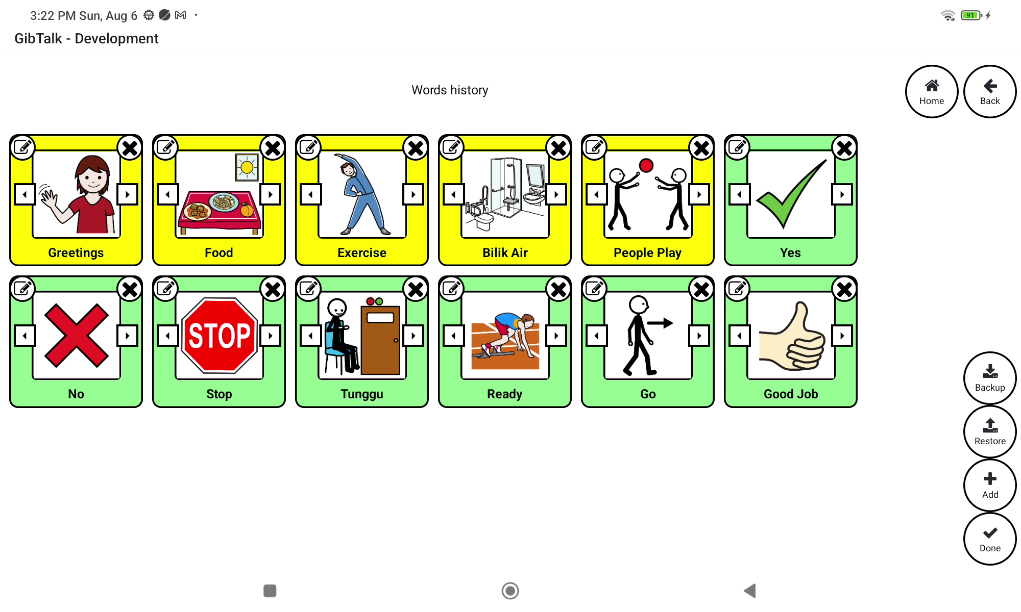 3:22 PM Sun, Aug 6
91
GibTalk - Development
Words history
Home
Back
Greetings
Food
Exercise
Bilik Air
People Play
Yes
STOP
No
Stop
Tunggu
Ready
Go
Good Job
Backup
Restore
Add
Done